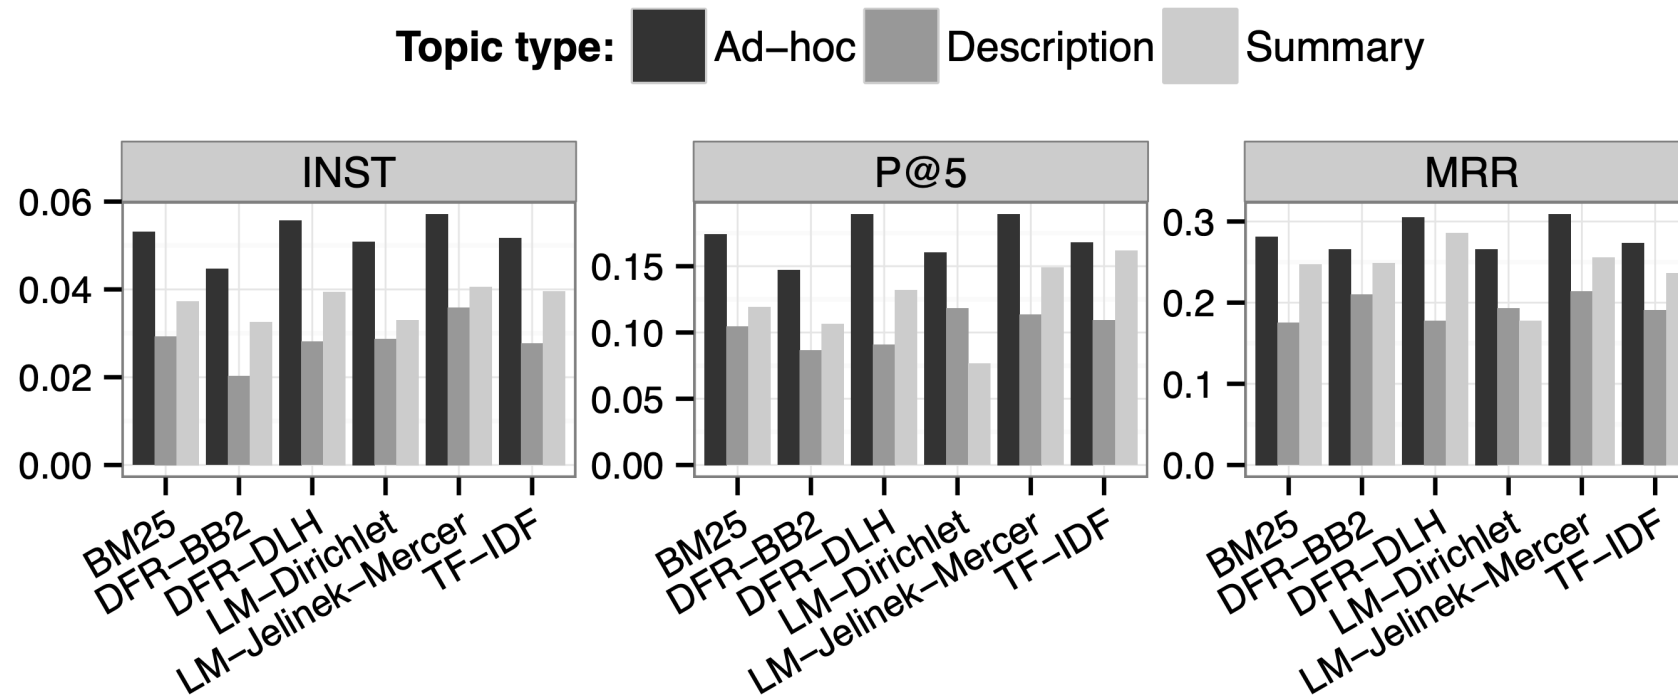 Topic type: Ad−hoc Description Summary
INST
0.06
0.04
0.02
0.00
BM25
DFR−BB2
DFR−DLH
LM−Dirichlet
LM−Jelinek−Mercer
TF−IDF
P@5
0.15
0.10
0.05
0.00
BM25
DFR−BB2
DFR−DLH
LM−Dirichlet
LM−Jelinek−Mercer
TF−IDF
MRR
0.3
0.2
0.1
0.0
BM25
DFR−BB2
DFR−DLH
LM−Dirichlet
LM−Jelinek−Mercer
TF−IDF